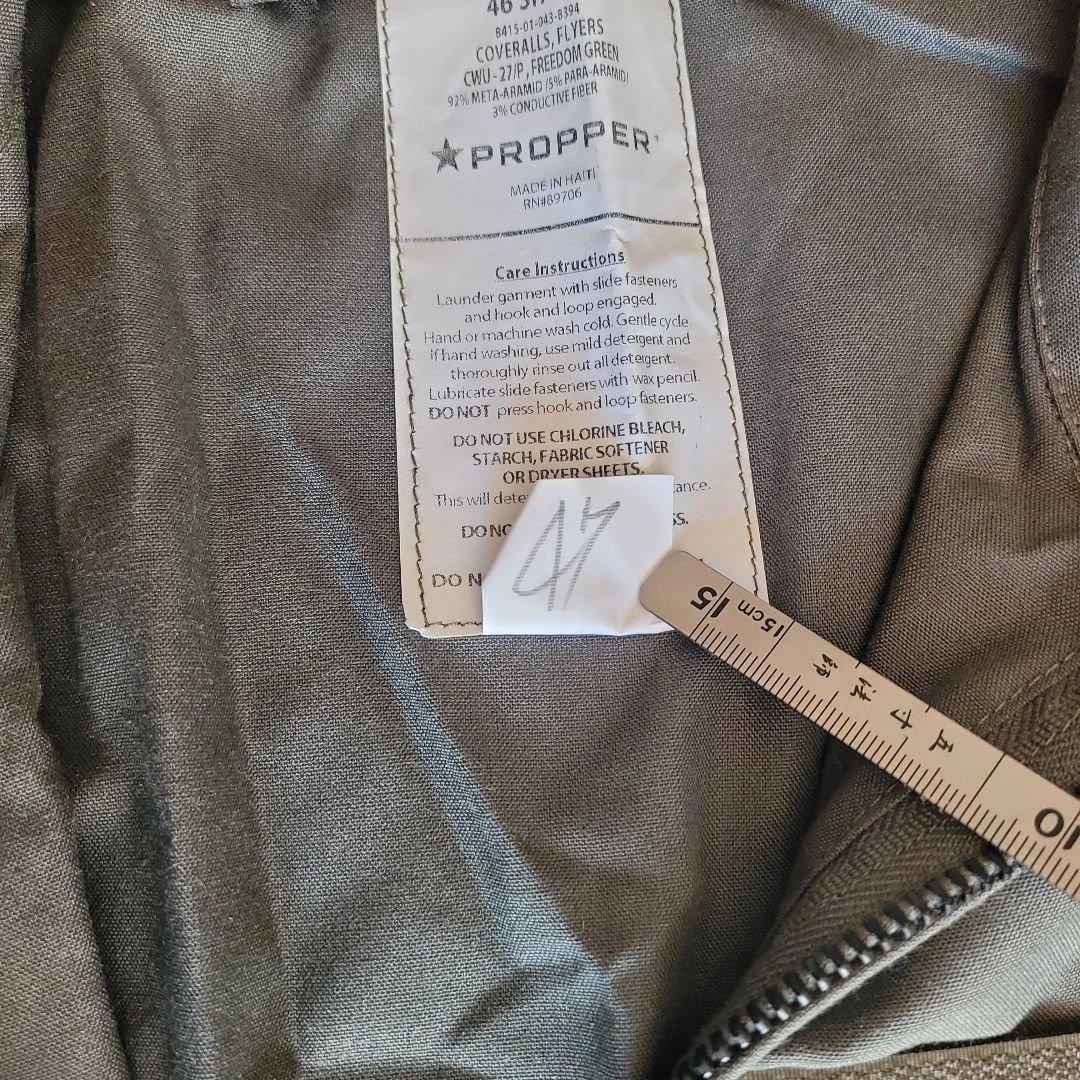 46
8415-01-043-8394
COVERALLS, FLYERS
CWU-27/P, FREEDOM GREEN
92% META-ARAMID /5% PARA-ARAMID/
3% CONDUCTIVE FIBER
★PROPPER
MADE IN HAITI
RN#89706
Care Instructions
Launder garment with slide fasteners
and hook and loop engaged.
Hand or machine wash cold. Gentle cycle.
If hand washing, use mild detergent and
thoroughly rinse out all detergent.
Lubricate slide fasteners with wax pencil.
DO NOT press hook and loop fasteners.
DO NOT USE CHLORINE BLEACH,
STARCH, FABRIC SOFTENER
OR DRYER SHEETS.
This will
DO
47
15
15cm
10